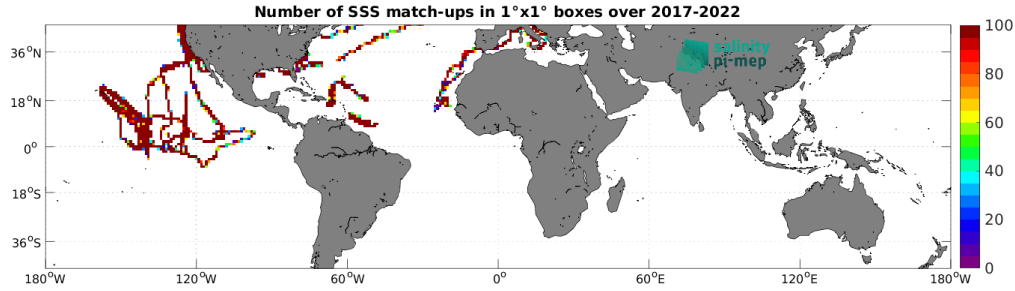 Number of SSS match-ups in 1°x1° boxes over 2017-2022
36°N
18°N
0°
18°S
36°S
180°W
120°W
60°W
0°
60°E
120°E
180°W
salinity
pi-mep
100
80
60
40
20
0